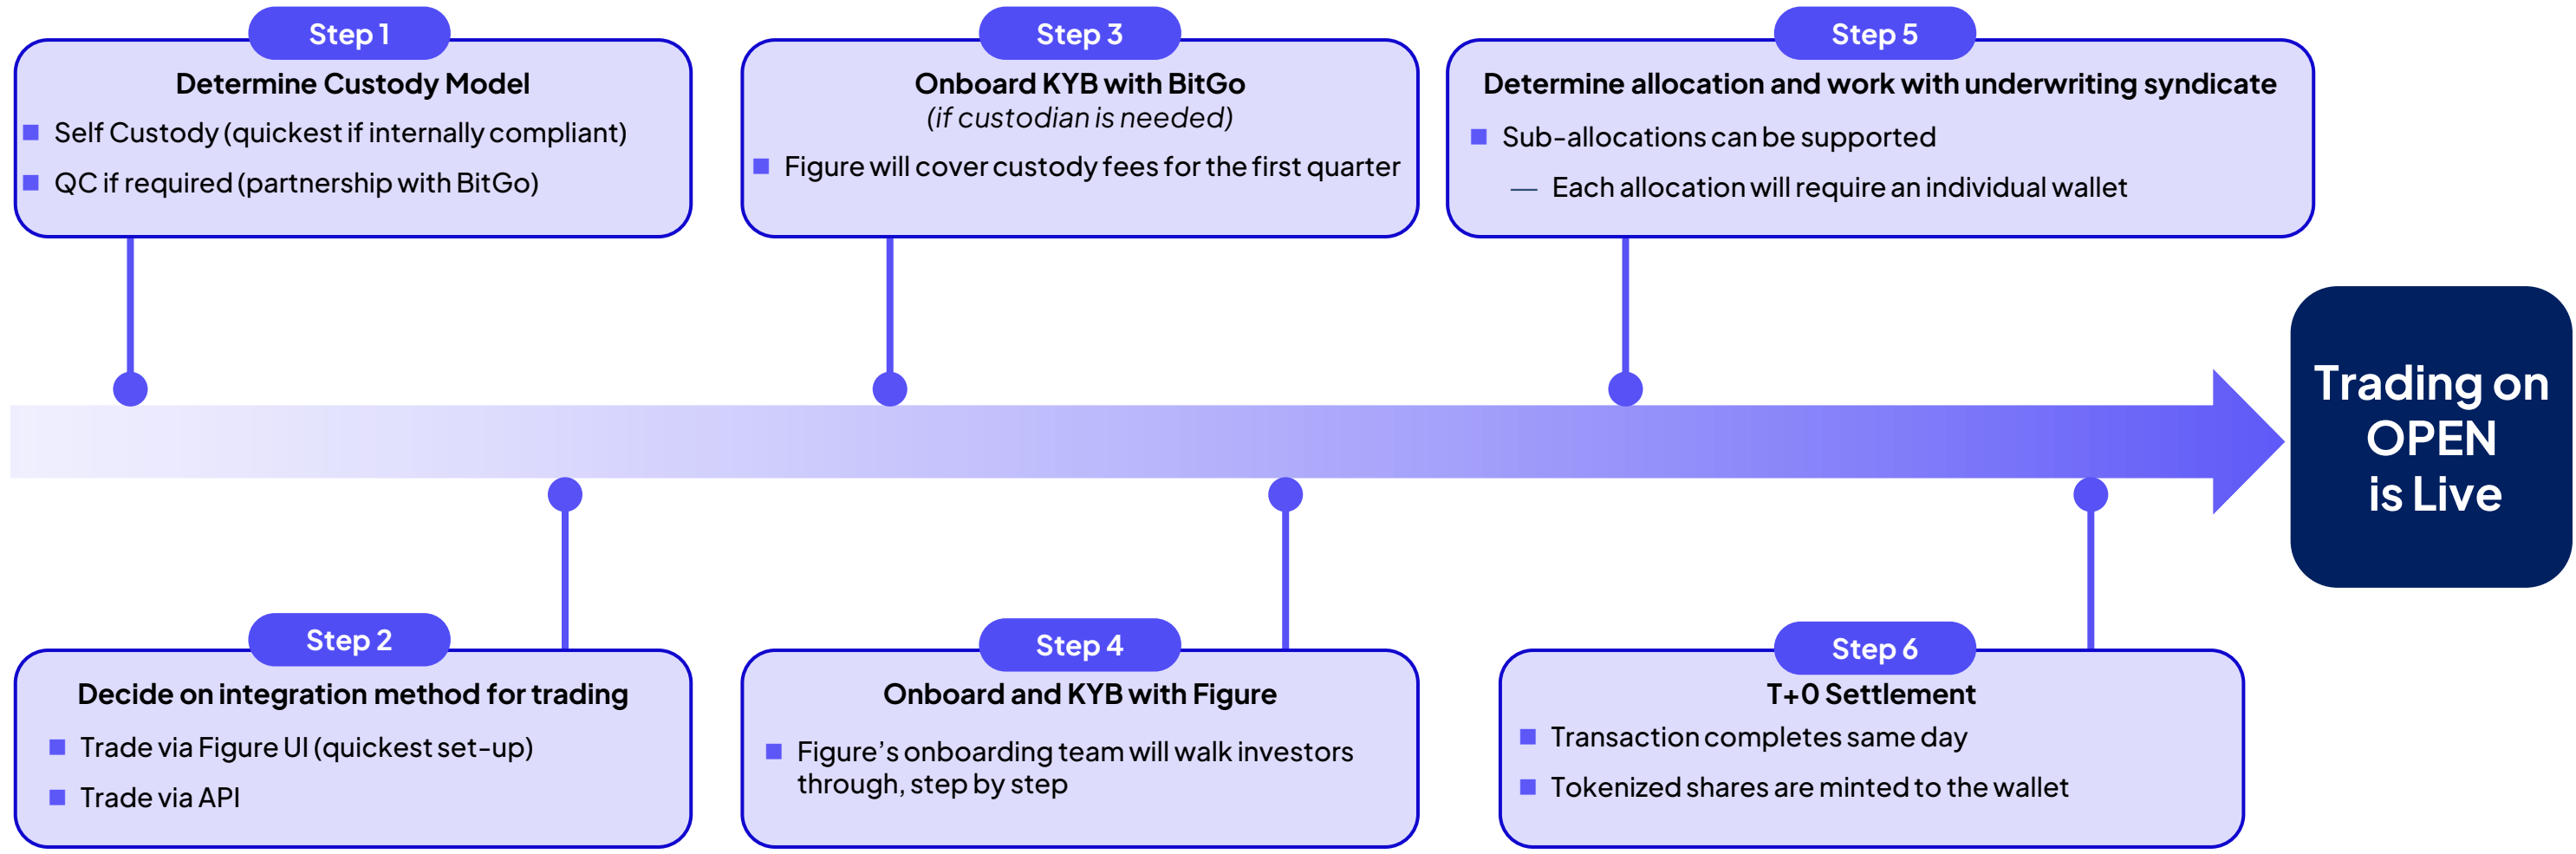 Step 1
Determine Custody Model
Self Custody (quickest if internally compliant)
QC if required (partnership with BitGo)
Step 2
Decide on integration method for trading
Trade via Figure UI (quickest set-up)
Trade via API
Step 3
Onboard KYB with BitGo
(if custodian is needed)
Figure will cover custody fees for the first quarter
Step 4
Onboard and KYB with Figure
Figure’s onboarding team will walk investors
through, step by step
Step 5
Determine allocation and work with underwriting syndicate
Sub-allocations can be supported
— Each allocation will require an individual wallet
Step 6
T+0 Settlement
Transaction completes same day
Tokenized shares are minted to the wallet
Trading on
OPEN
is Live